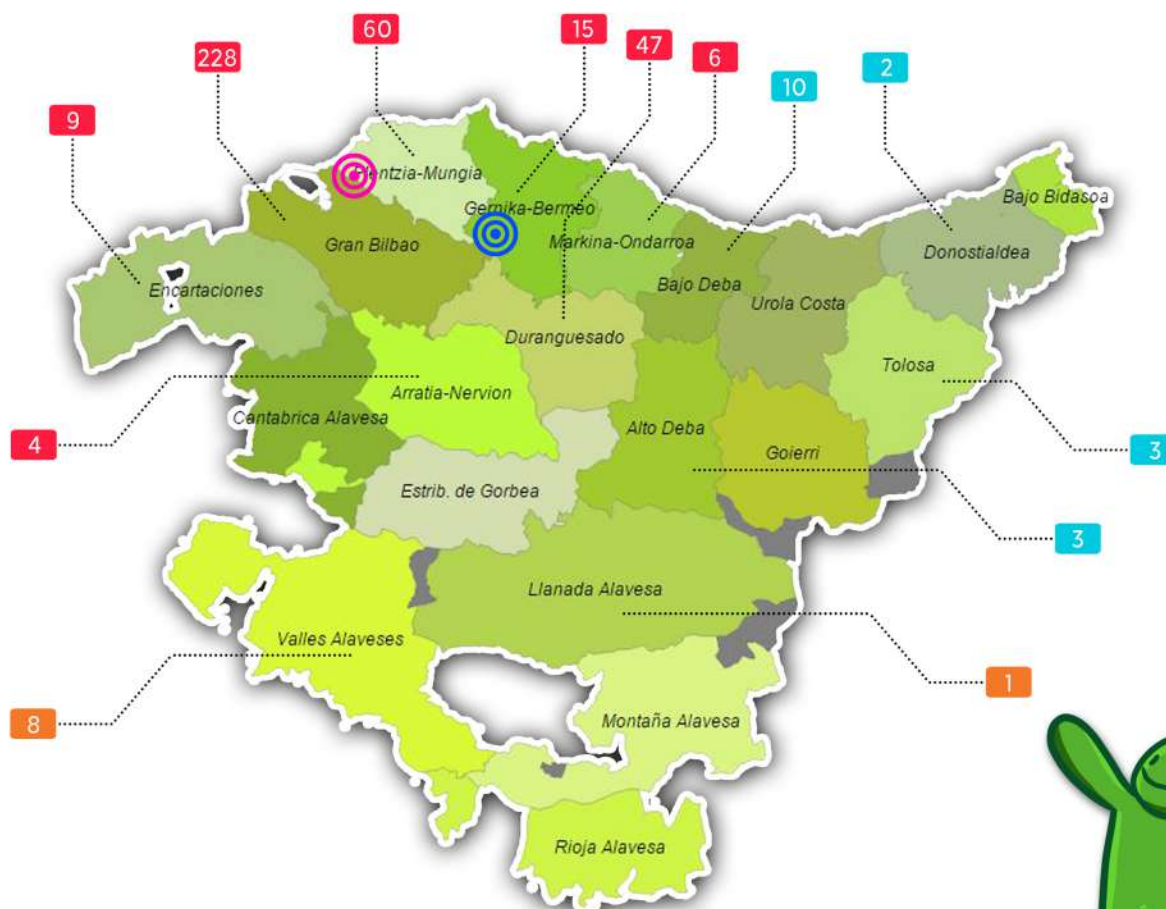 60
15
47
228
6
2
10
9
Plentzia-Mungia
Bajo Bidasoa
Gernika-Bermeo
Gran Bilbao
Markina-Ondarroa
Donostialdea
Encartaciones
Bajo Deba
Urola Costa
Duranguesado
Tolosa
Arratia-Nervion
Cantabrica Alavesa
Alto Deba
4
Goierri
3
Estrib. de Gorbea
3
Llanada Alavesa
Valles Alaveses
1
8
Montaña Alavesa
Rioja Alavesa